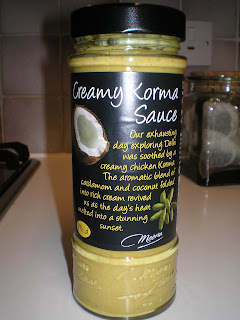 Creamy Korma
Sauce
Our exhausting
day exploring Delhi
was soothed by a
creamy chicken Korma.
The aromatic blend of
cardamom and coconut folded
into rich cream revived
us as the day's heat
melted into a stunning
sunset.